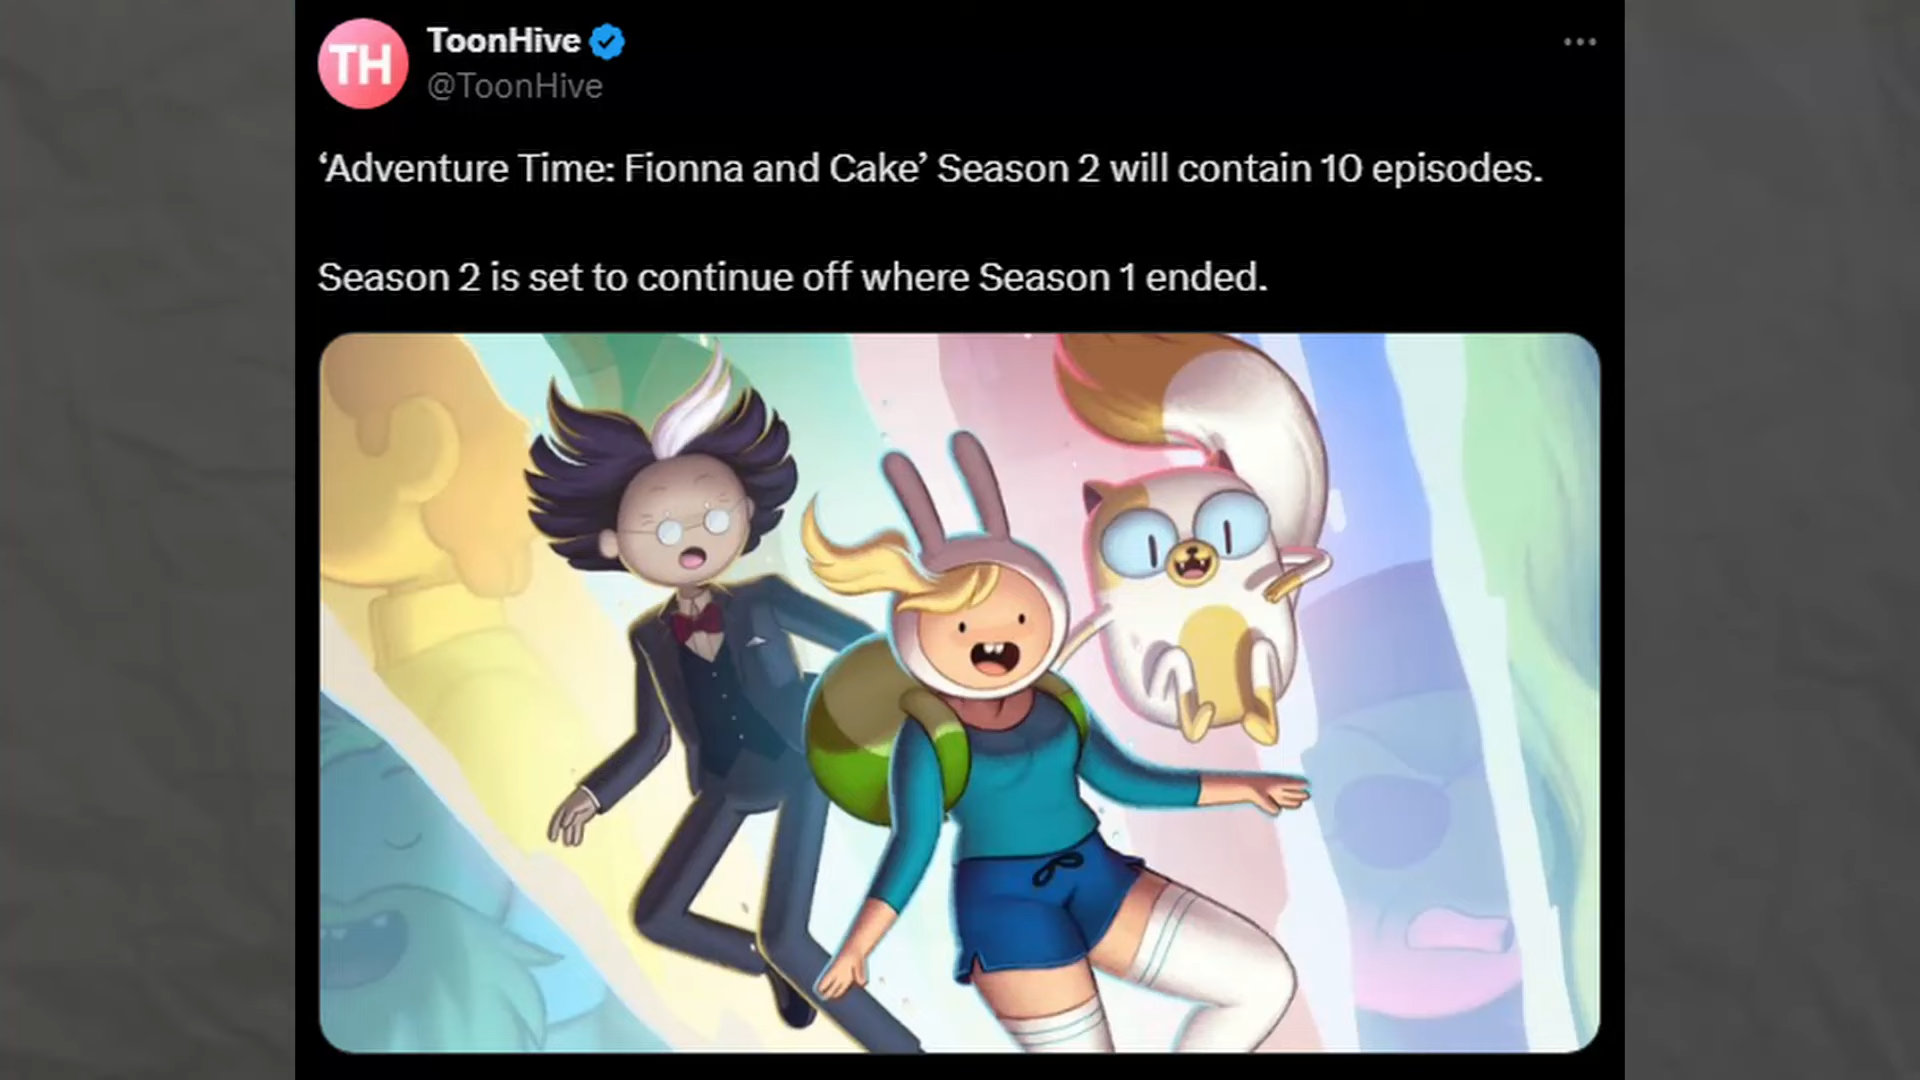 TH
ToonHive
@ToonHive
‘Adventure Time: Fionna and Cake’ Season 2 will contain 10 episodes.
Season 2 is set to continue off where Season 1 ended.